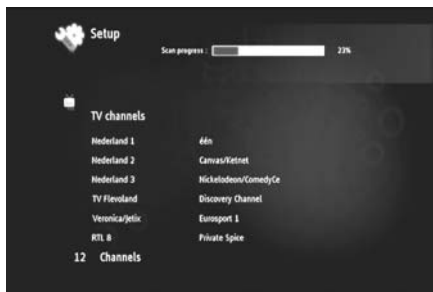 Setup
Scan progress : 23%
TV channels
Nederland 1 één
Nederland 2 Canvas/Ketnet
Nederland 3 Nickelodeon/ComedyCe
TV Flevoland Discovery Channel
Veronica/Jetix Eurosport 1
RTL 8 Private Spice
12 Channels